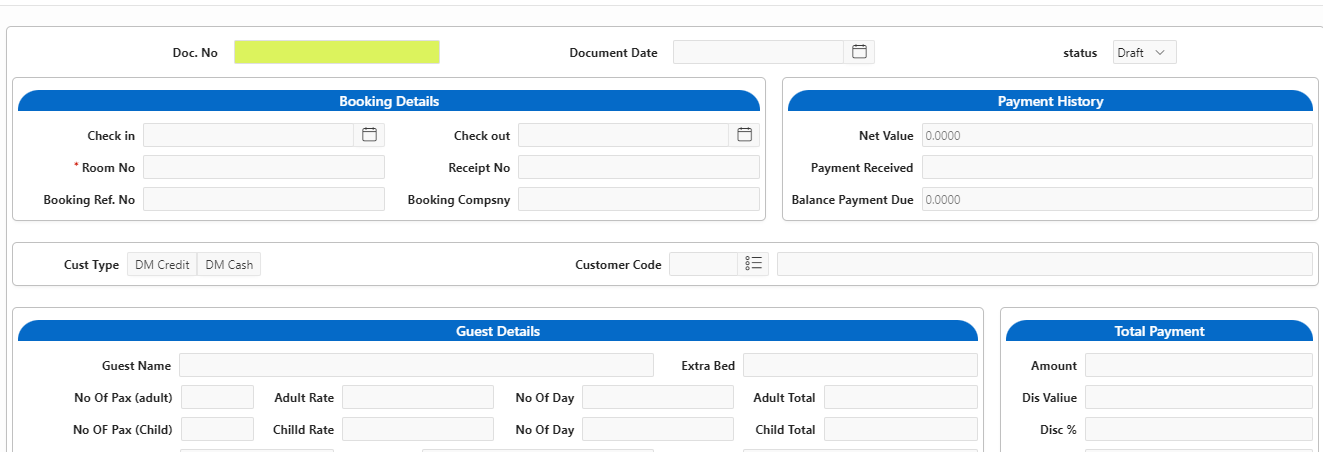 Doc. No Document Date status Draft
Booking Details
Check in Check out
* Room No Receipt No
Booking Ref. No Booking Compsny
Payment History
Net Value 0.0000
Payment Received
Balance Payment Due 0.0000
Cust Type DM Credit DM Cash Customer Code
Guest Details
Guest Name Extra Bed
No Of Pax (adult) Adult Rate No Of Day Adult Total
No OF Pax (Child) Chilld Rate No Of Day Child Total
Total Payment
Amount
Dis Valiue
Disc %